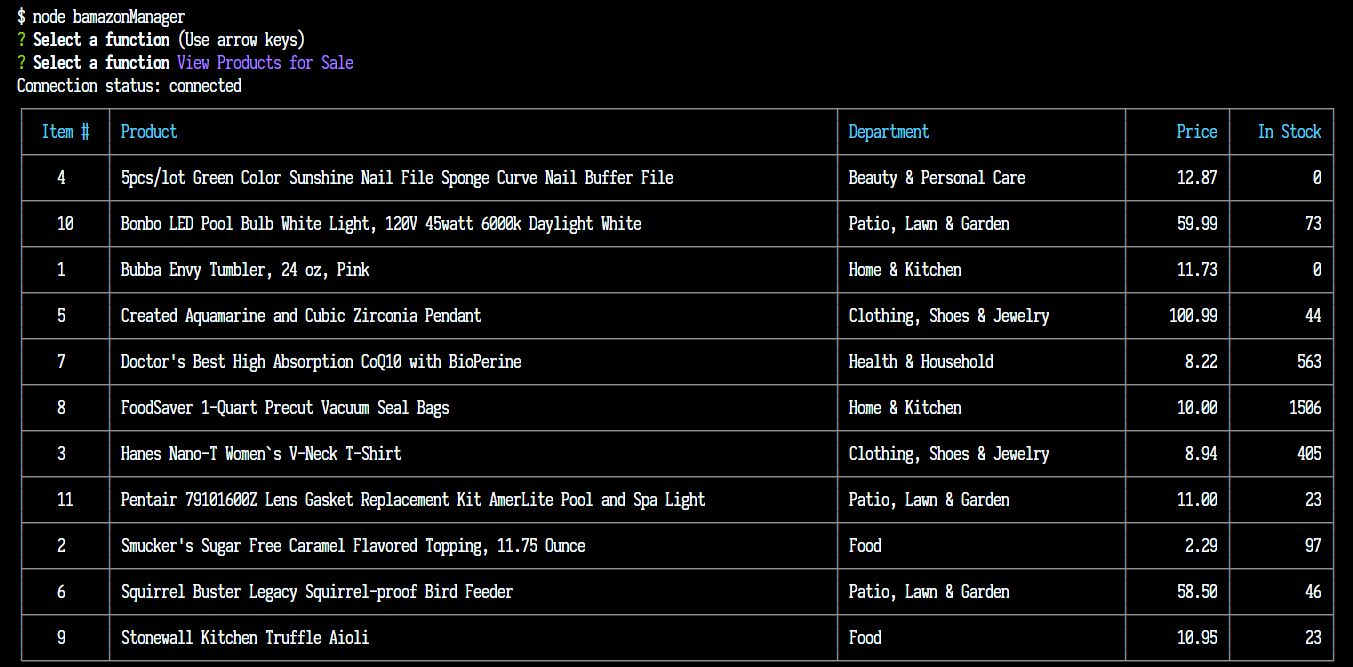 $ node bamazonManager
? Select a function (Use arrow keys)
? Select a function View Products for Sale
Connection status: connected
Item # Product Department Price In Stock
4 5pcs/lot Green Color Sunshine Nail File Sponge Curve Nail Buffer File Beauty & Personal Care 12.87 0
10 Bonbo LED Pool Bulb White Light, 120V 45watt 6000k Daylight White Patio, Lawn & Garden 59.99 73
1 Bubba Envy Tumbler, 24 oz, Pink Home & Kitchen 11.73 0
5 Created Aquamarine and Cubic Zirconia Pendant Clothing, Shoes & Jewelry 100.99 44
7 Doctor's Best High Absorption CoQ10 with BioPerine Health & Household 8.22 563
8 FoodSaver 1-Quart Precut Vacuum Seal Bags Home & Kitchen 10.00 1506
3 Hanes Nano-T Women`s V-Neck T-Shirt Clothing, Shoes & Jewelry 8.94 405
11 Pentair 79101600Z Lens Gasket Replacement Kit AmerLite Pool and Spa Light Patio, Lawn & Garden 11.00 23
2 Smucker's Sugar Free Caramel Flavored Topping, 11.75 Ounce Food 2.29 97
6 Squirrel Buster Legacy Squirrel-proof Bird Feeder Patio, Lawn & Garden 58.50 46
9 Stonewall Kitchen Truffle Aioli Food 10.95 23